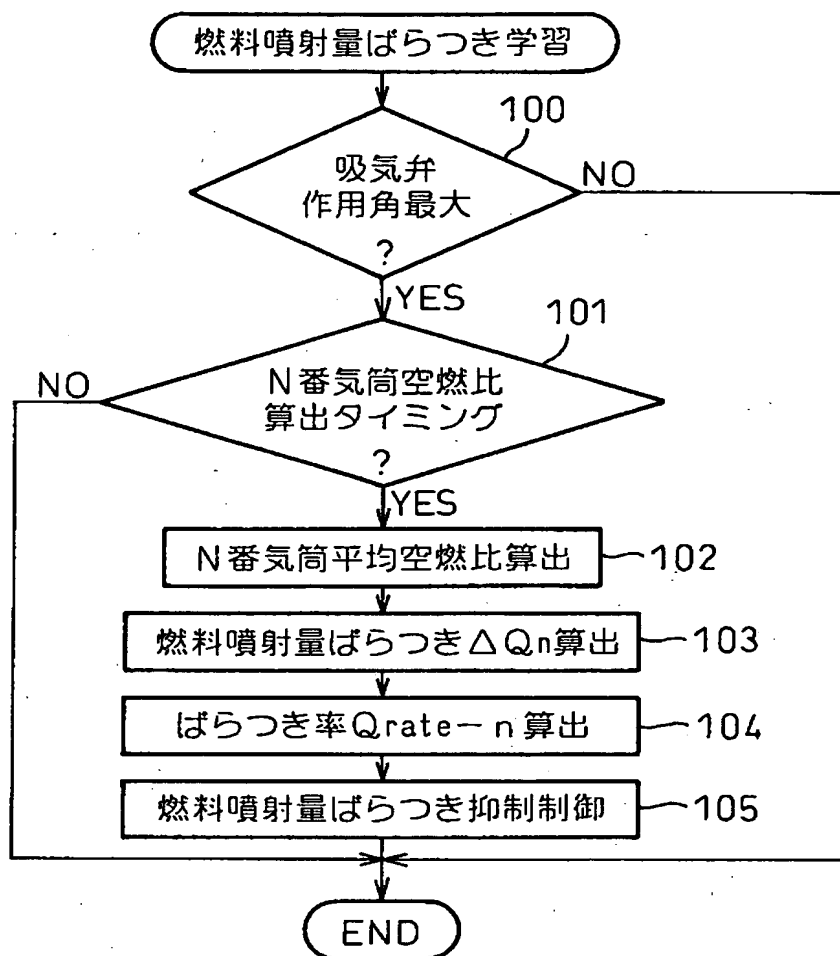 燃料噴射量ばらつき学習
100
吸気弁
作用角最大
?
NO
YES
101
NO
N番気筒空燃比
算出タイミング
?
YES
N番気筒平均空燃比算出
102
燃料噴射量ばらつき△Qn算出
103
ばらつき率Qrate−n算出
104
燃料噴射量ばらつき抑制制御
105
END